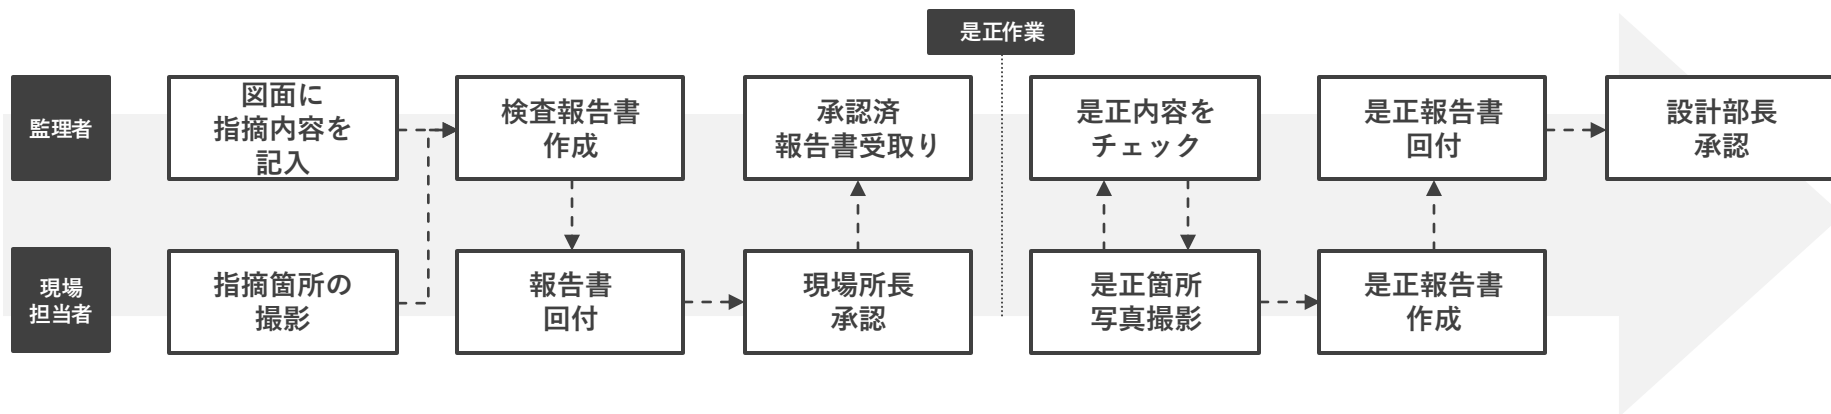 是正作業
監理者
図面に
指摘内容を
記入
検査報告書
作成
承認済
報告書受取り
是正内容を
チェック
是正報告書
回付
設計部長
承認
現場
担当者
指摘箇所の
撮影
報告書
回付
現場所長
承認
是正箇所
写真撮影
是正報告書
作成